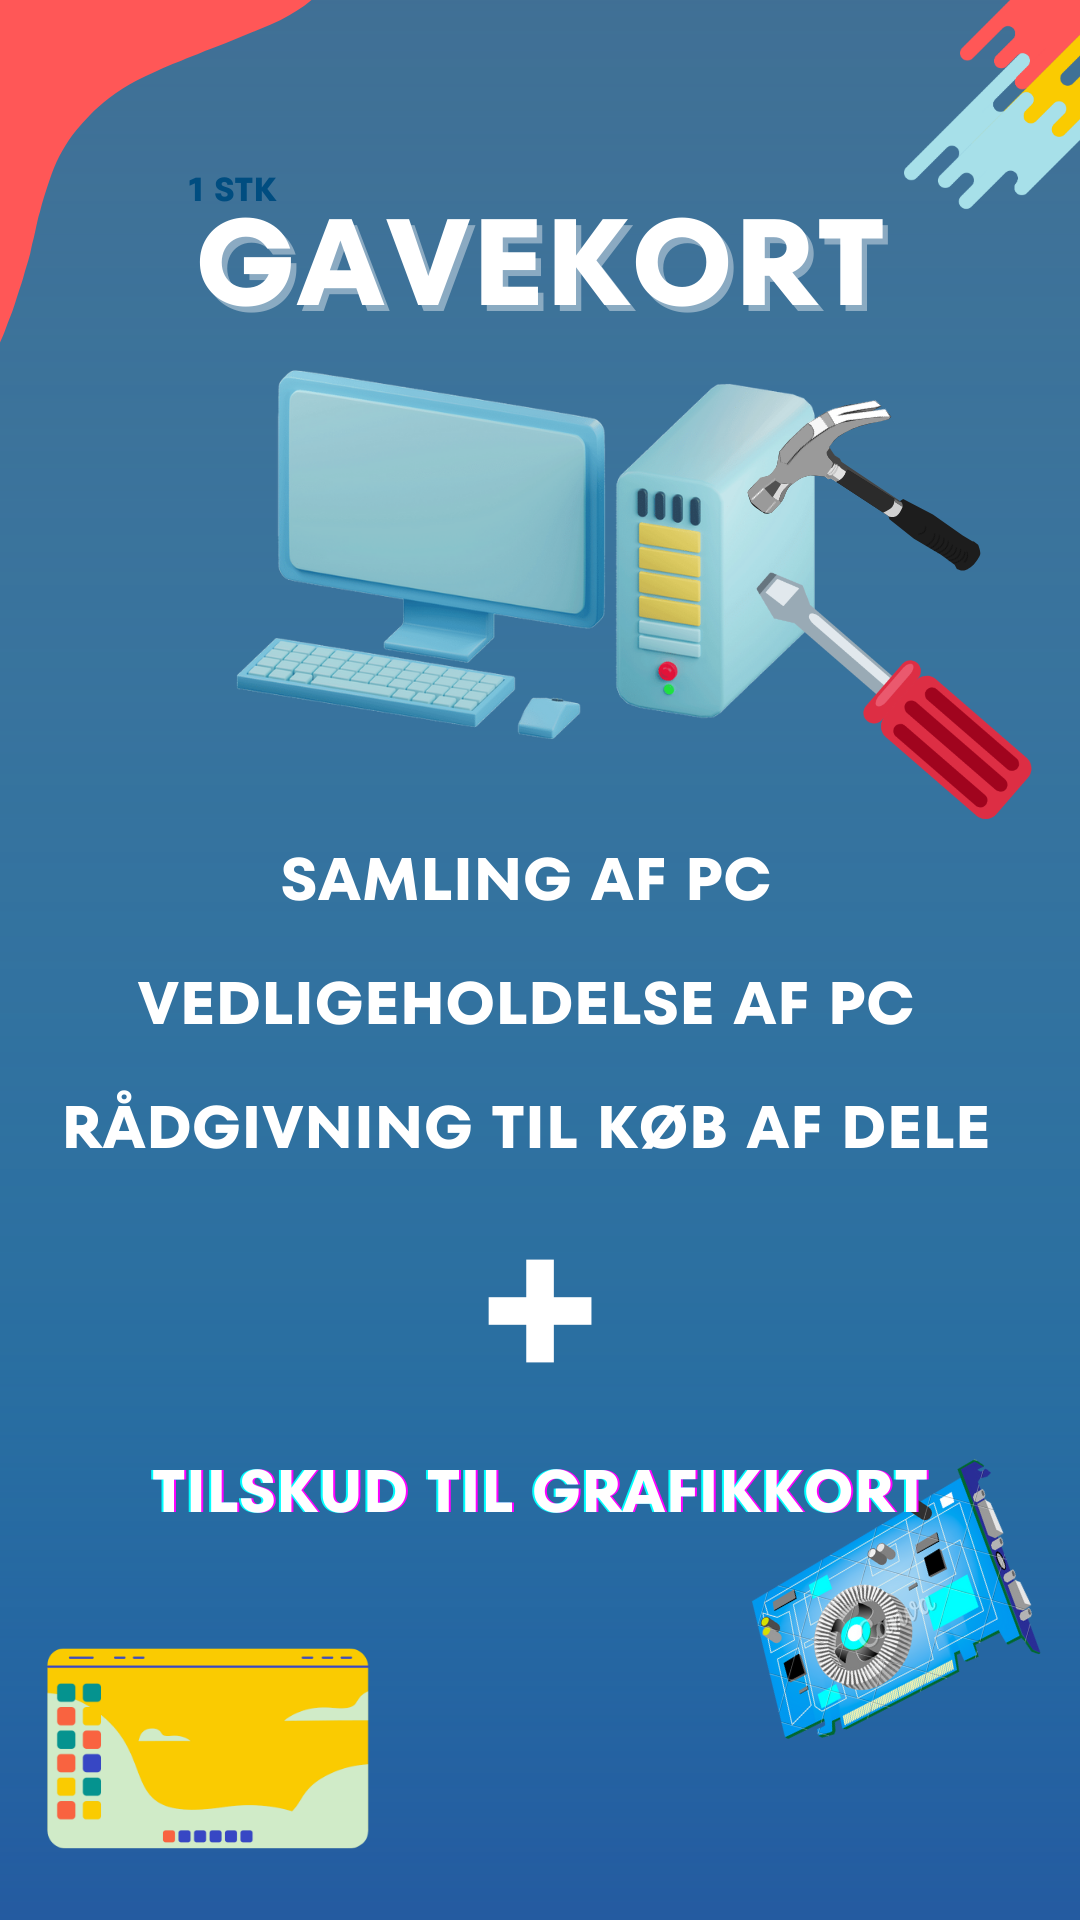 1 STK
GAVEKORT
SAMLING AF PC
VEDLIGEHOLDELSE AF PC
RÅDGIVNING TIL KØB AF DELE
+
TILSKUD TIL GRAFIKKORT